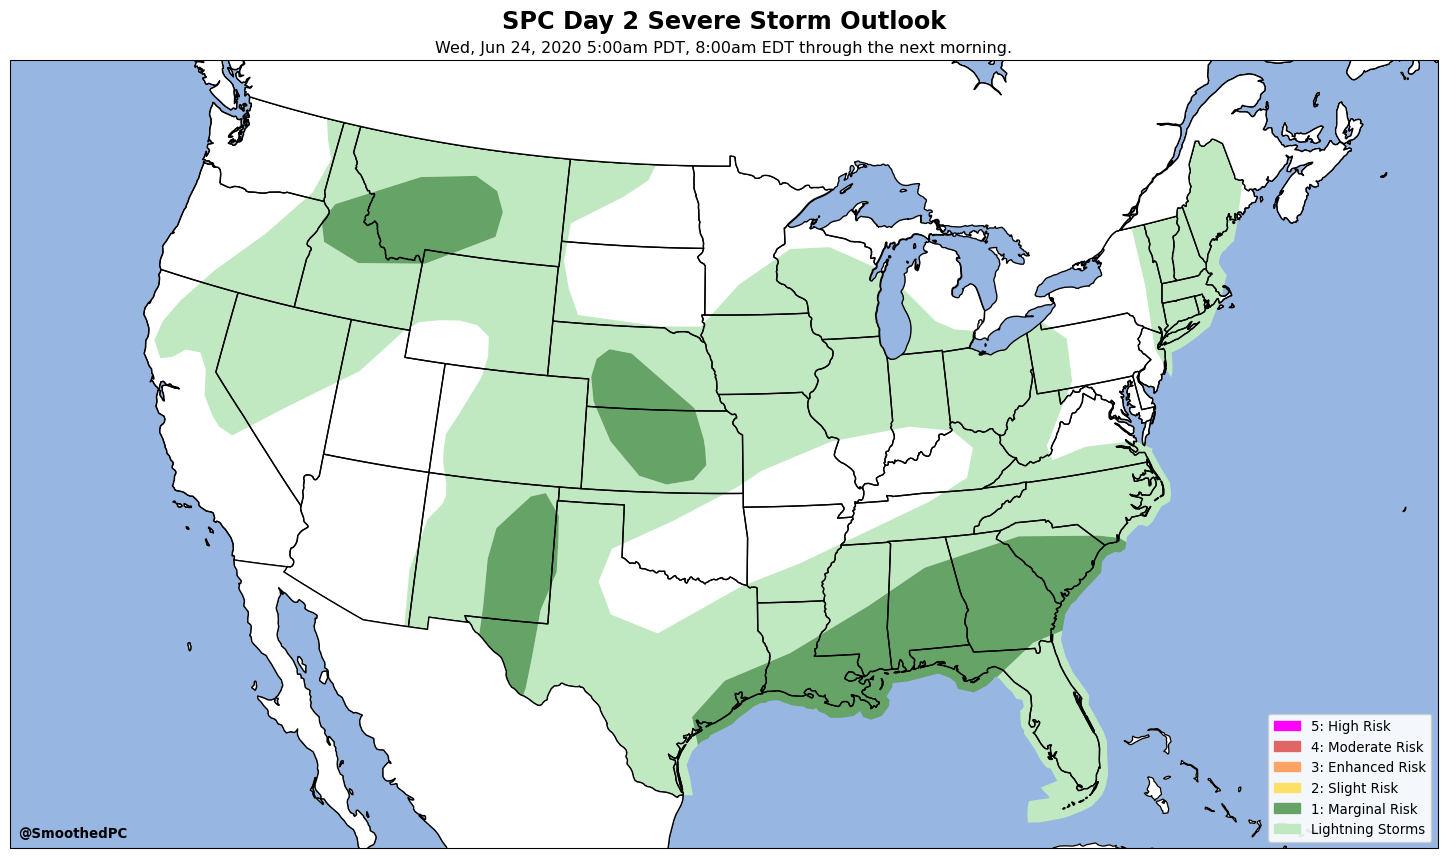 SPC Day 2 Severe Storm Outlook
Wed, Jun 24, 2020 5:00am PDT, 8:00am EDT through the next morning.
5: High Risk
4: Moderate Risk
3: Enhanced Risk
2: Slight Risk
1: Marginal Risk
Lightning Storms
@SmoothedPC